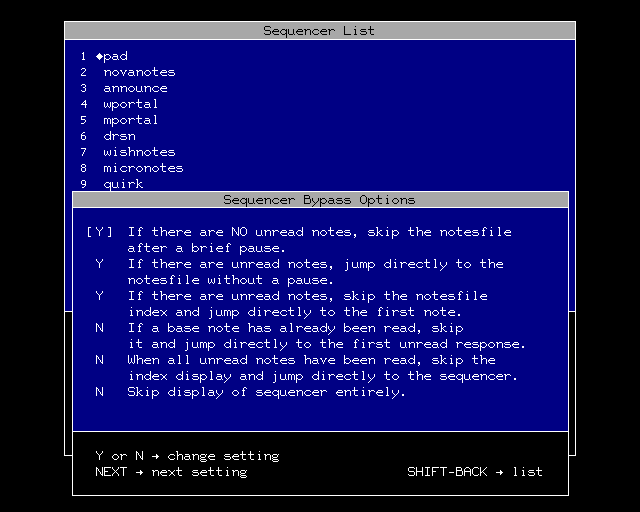 Sequencer List
1 ◆pad
2 novanotes
3 announce
4 wportal
5 mportal
6 drsn
7 wishnotes
8 micronotes
9 quirk
Sequencer Bypass Options
[Y] If there are NO unread notes, skip the notesfile
after a brief pause.
Y If there are unread notes, jump directly to the
notesfile without a pause.
Y If there are unread notes, skip the notesfile
index and jump directly to the first note.
N If a base note has already been read, skip
it and jump directly to the first unread response.
N When all unread notes have been read, skip the
index display and jump directly to the sequencer.
N Skip display of sequencer entirely.
Y or N → change setting
NEXT → next setting SHIFT-BACK → list